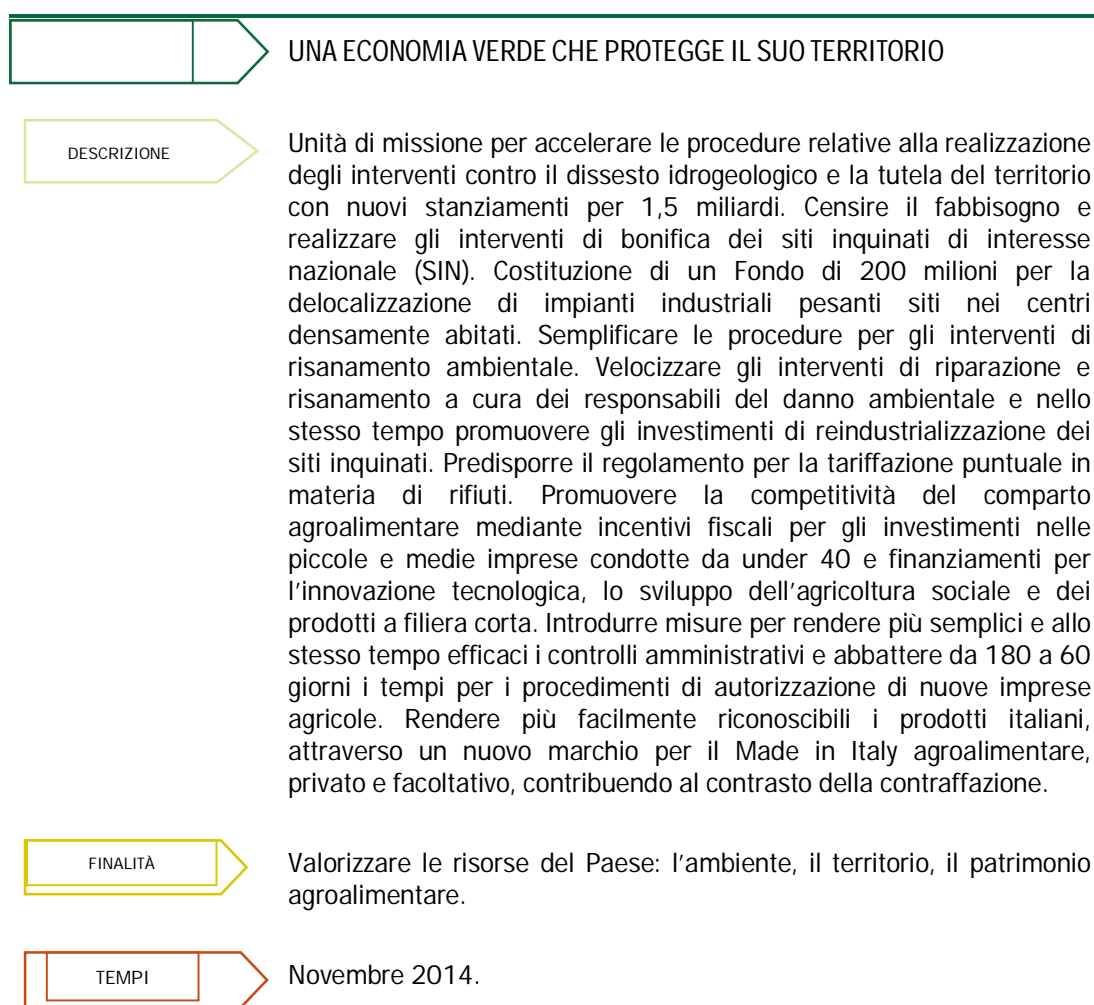 UNA ECONOMIA VERDE CHE PROTEGGE IL SUO TERRITORIO
DESCRIZIONE
Unità di missione per accelerare le procedure relative alla realizzazione
degli interventi contro il dissesto idrogeologico e la tutela del territorio
con nuovi stanziamenti per 1,5 miliardi. Censire il fabbisogno e
realizzare gli interventi di bonifica dei siti inquinati di interesse
nazionale (SIN). Costituzione di un Fondo di 200 milioni per la
delocalizzazione di impianti industriali pesanti siti nei centri
densamente abitati. Semplificare le procedure per gli interventi di
risanamento ambientale. Velocizzare gli interventi di riparazione e
risanamento a cura dei responsabili del danno ambientale e nello
stesso tempo promuovere gli investimenti di reindustrializzazione dei
siti inquinati. Predisporre il regolamento per la tariffazione puntuale in
materia di rifiuti. Promuovere la competitività del comparto
agroalimentare mediante incentivi fiscali per gli investimenti nelle
piccole e medie imprese condotte da under 40 e finanziamenti per
l'innovazione tecnologica, lo sviluppo dell'agricoltura sociale e dei
prodotti a filiera corta. Introdurre misure per rendere più semplici e allo
stesso tempo efficaci i controlli amministrativi e abbattere da 180 a 60
giorni i tempi per i procedimenti di autorizzazione di nuove imprese
agricole. Rendere più facilmente riconoscibili i prodotti italiani,
attraverso un nuovo marchio per il Made in Italy agroalimentare,
privato e facoltativo, contribuendo al contrasto della contraffazione.
FINALITÀ
Valorizzare le risorse del Paese: l'ambiente, il territorio, il patrimonio
agroalimentare.
TEMPI
Novembre 2014.